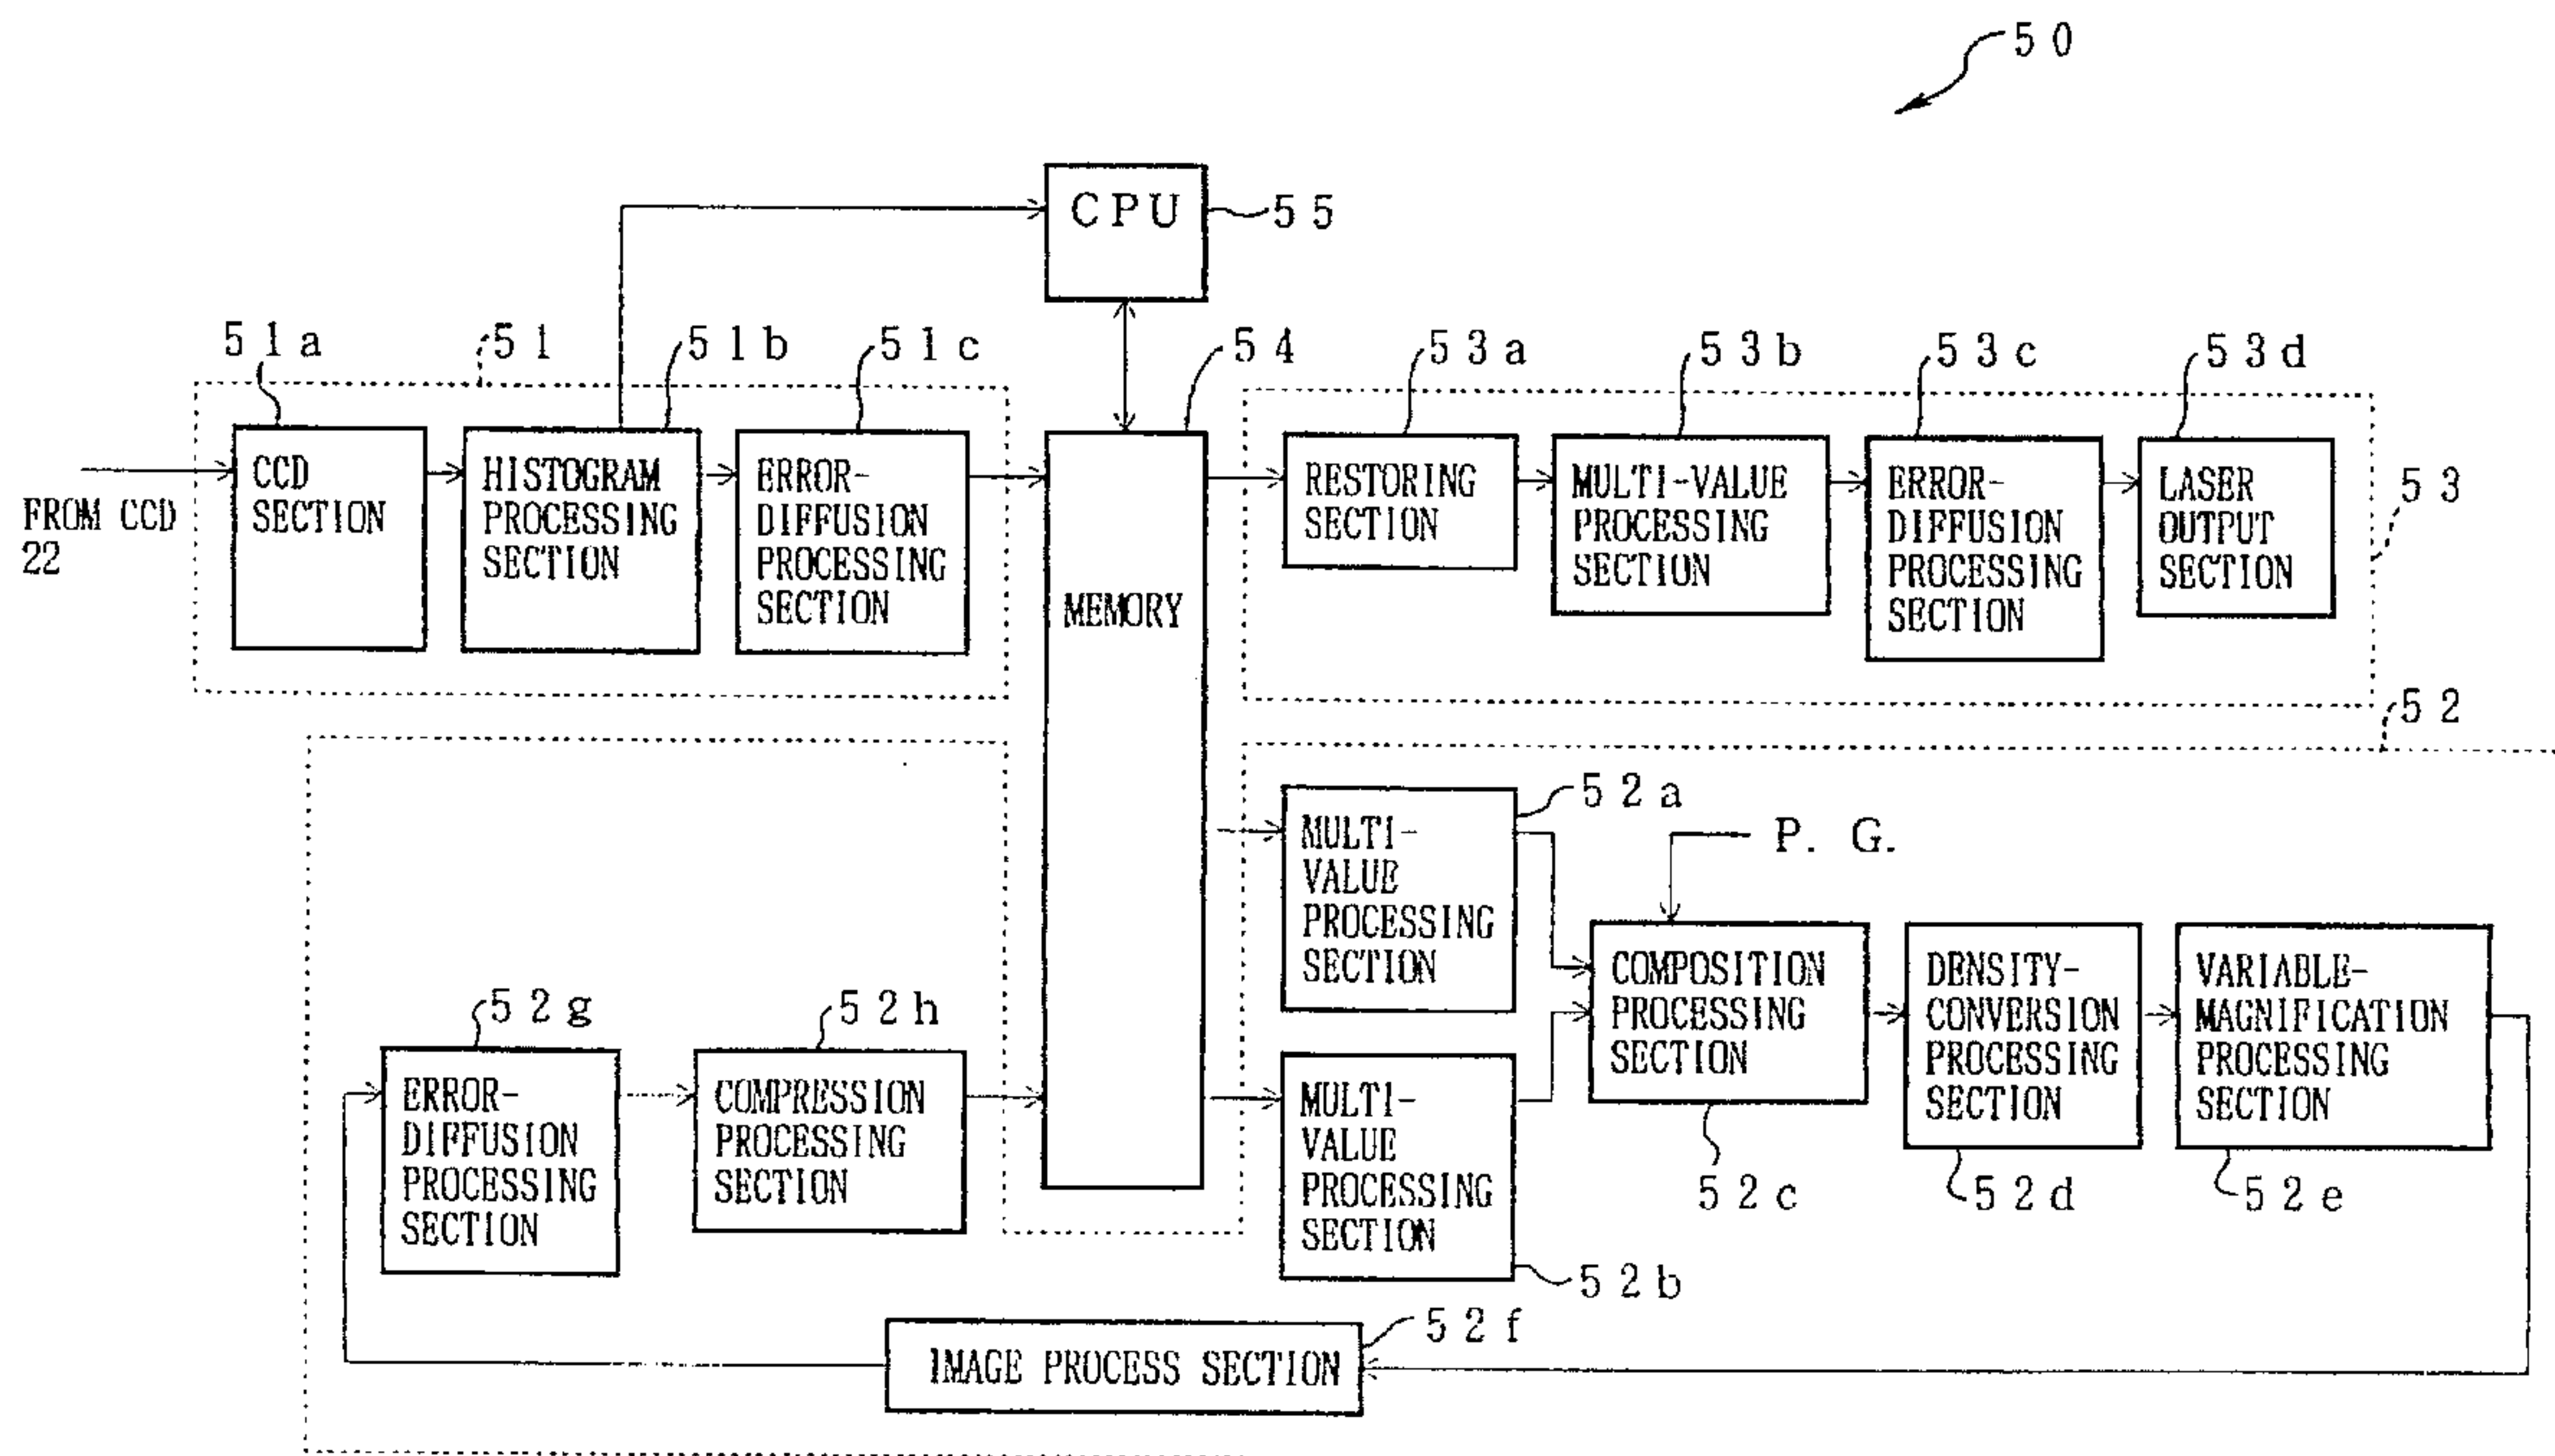 50
CPU
55
51a
51
51b
51c
54
53a
53b
53c
53d
FROM CCD
22
CCD
SECTION
HISTOGRAM
PROCESSING
SECTION
ERROR-
DIFFUSION
PROCESSING
SECTION
MEMORY
RESTORING
SECTION
MULTI-VALUE
PROCESSING
SECTION
ERROR-
DIFFUSION
PROCESSING
SECTION
LASER
OUTPUT
SECTION
53
52
52a
MULTI-
VALUE
PROCESSING
SECTION
P. G.
COMPOSITION
PROCESSING
SECTION
DENSITY-
CONVERSION
PROCESSING
SECTION
VARIABLE-
MAGNIFICATION
PROCESSING
SECTION
52g
52h
ERROR-
DIFFUSION
PROCESSING
SECTION
COMPRESSION
PROCESSING
SECTION
MULTI-
VALUE
PROCESSING
SECTION
52c
52d
52e
52b
52f
IMAGE PROCESS SECTION